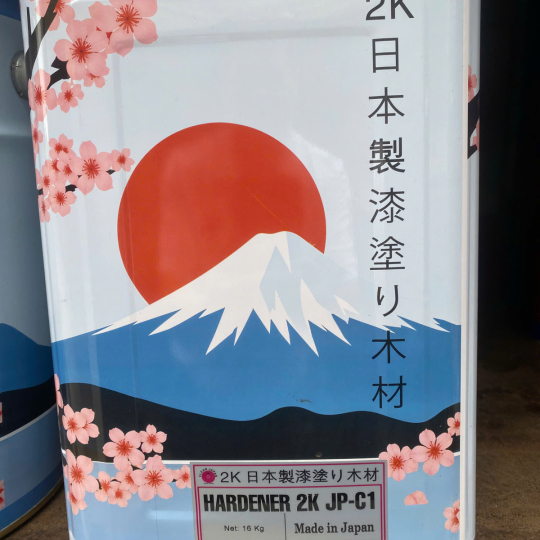 2K
日本製漆塗り木材
2K 日本製漆塗り木材
HARDENER 2K JP-C1
Net: 16 Kg
Made in Japan